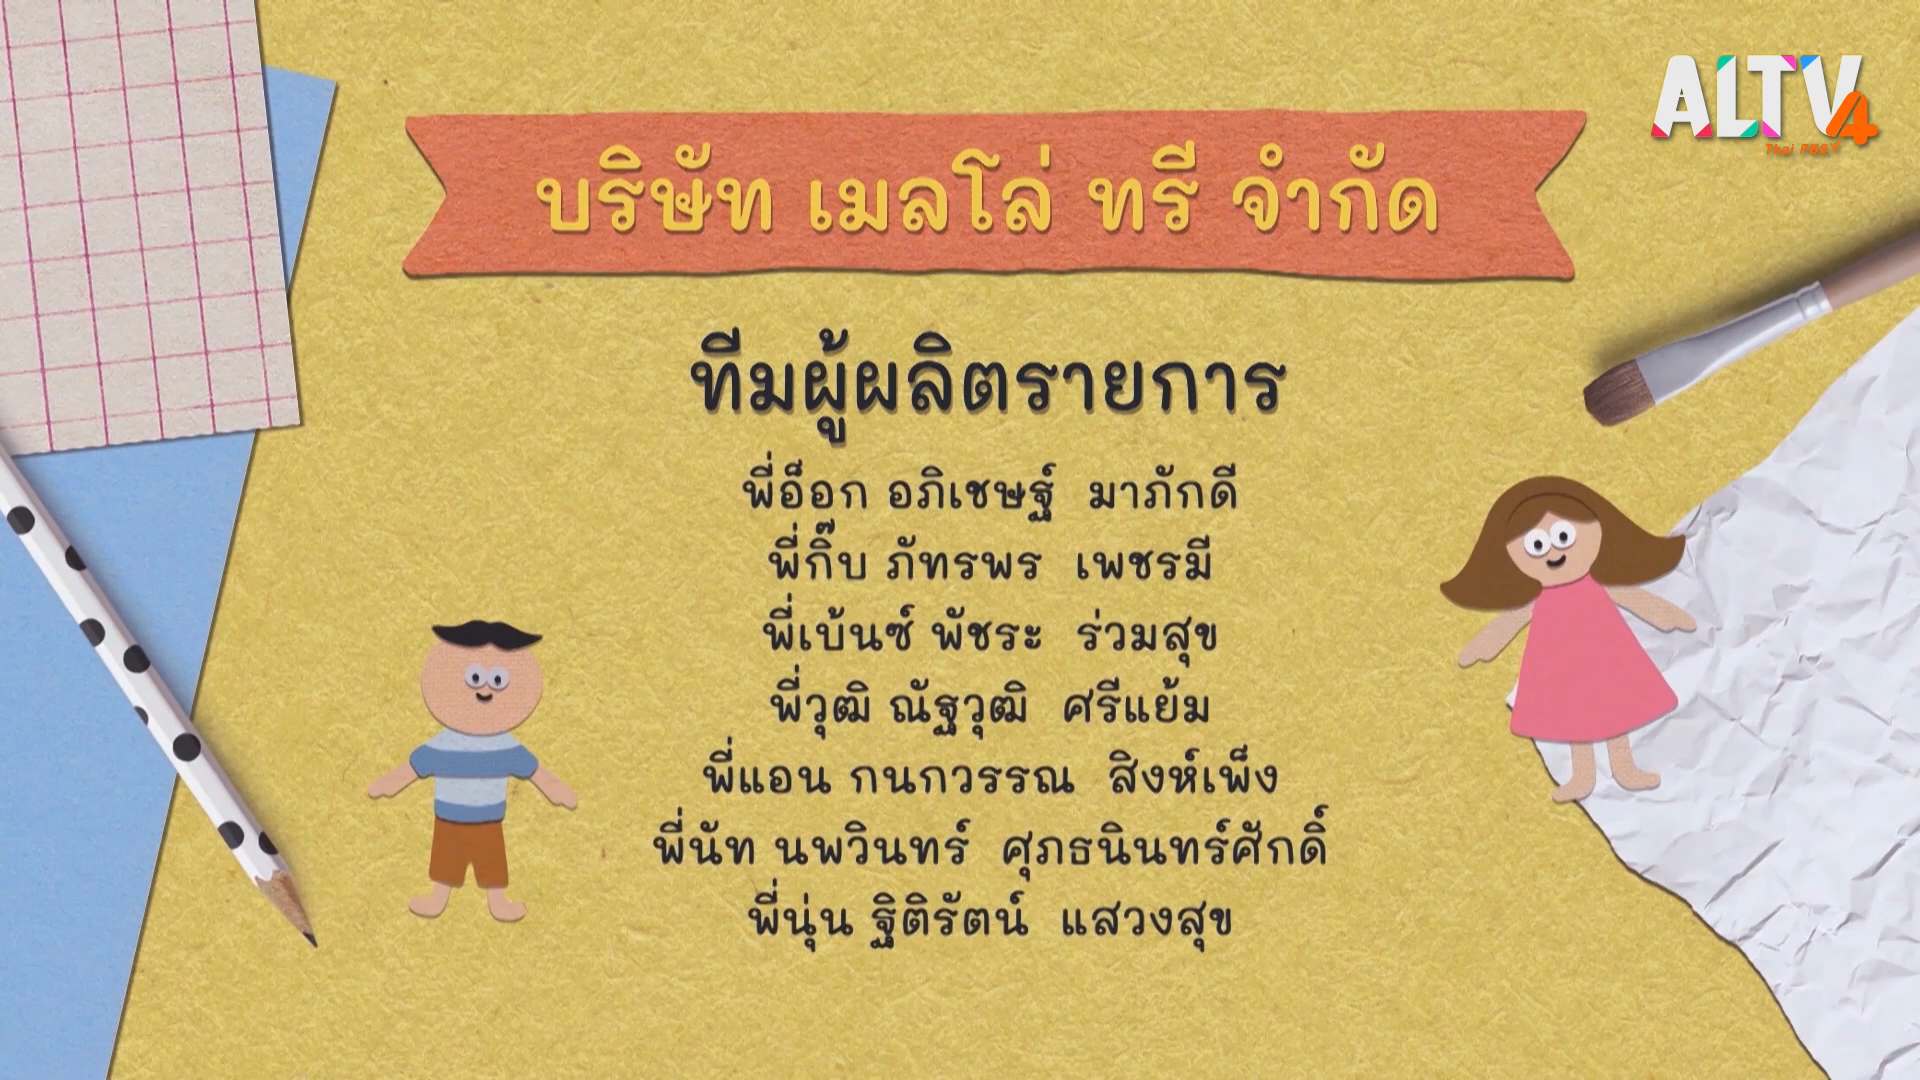 ALTV4
Thai PBS
บริษัท เมลโล่ ทรี จำกัด
ทีมผู้ผลิตรายการ
พี่อ็อก อภิเชษฐ์ มาภักดี
พี่กิ๊บ ภัทรพร เพชรมี
พี่เบ้นซ์ พัชระ ร่วมสุข
พี่วุฒิ ณัฐวุฒิ ศรีแย้ม
พี่แอน กนกวรรณ สิงห์เพ็ง
พี่นัท นพวินทร์ ศุภธนินทร์ศักดิ์
พี่นุ่น ฐิติรัตน์ แสวงสุข